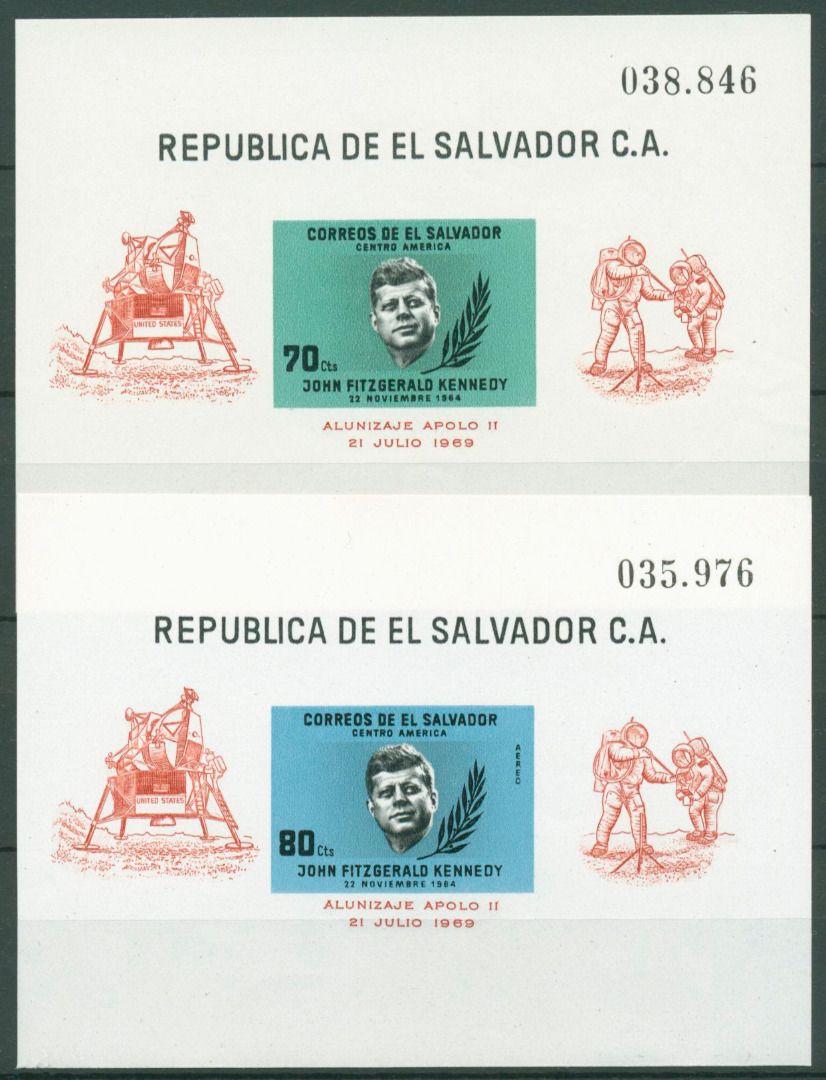 038.846
REPUBLICA DE EL SALVADOR C.A.
CORREOS DE EL SALVADOR
CENTRO AMERICA
UNITED STATES
70 Cts
JOHN FITZGERALD KENNEDY
22 NOVIEMBRE 1964
ALUNIZAJE APOLO II
21 JULIO 1969
035.976
REPUBLICA DE EL SALVADOR C.A.
CORREOS DE EL SALVADOR
CENTRO AMERICA
AEREO
UNITED STATES
80 Cts
JOHN FITZGERALD KENNEDY
22 NOVIEMBRE 1964
ALUNIZAJE APOLO II
21 JULIO 1969